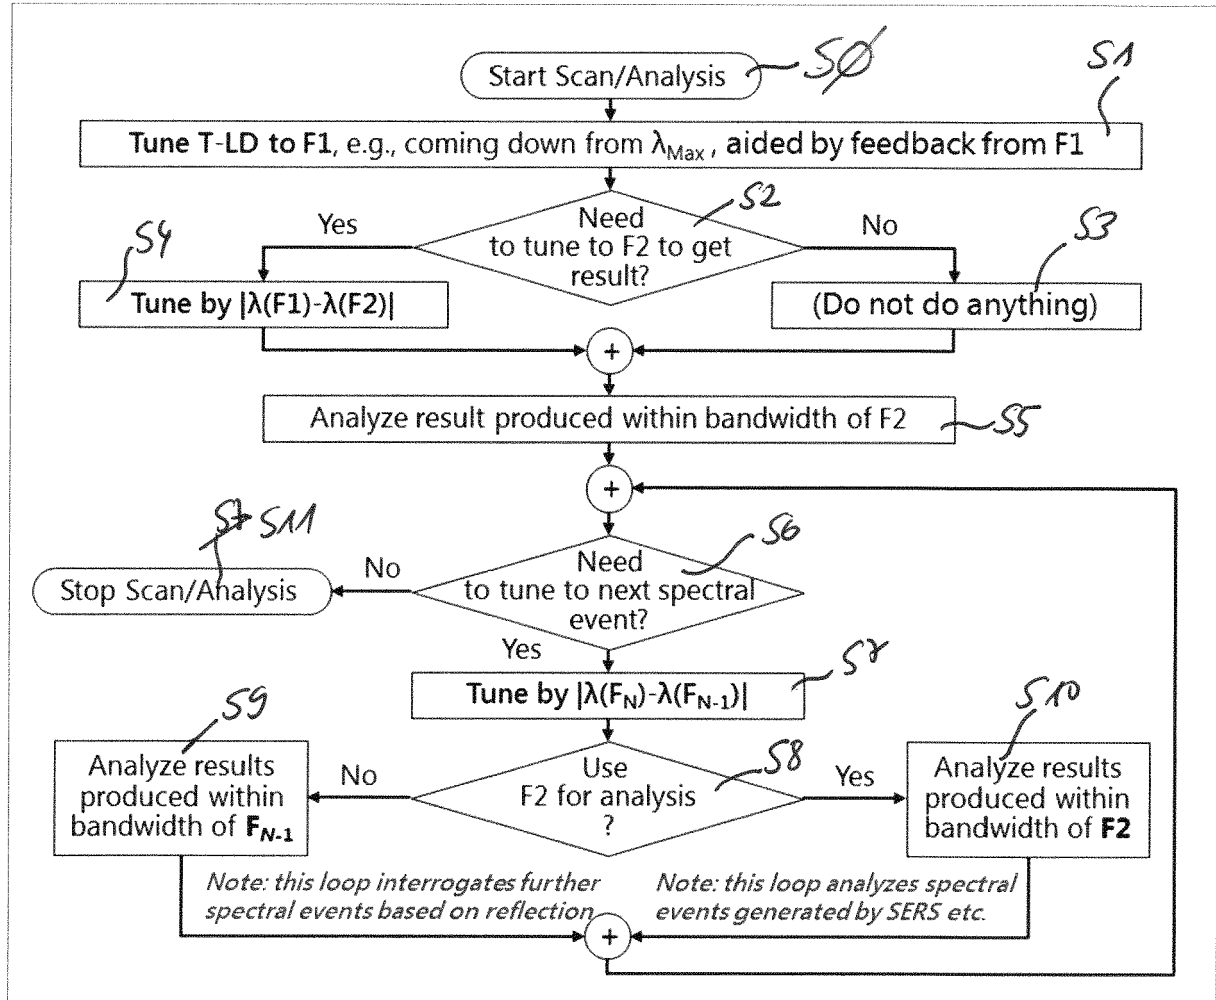 Start Scan/Analysis
SØ
S1
Tune T-LD to F1, e.g., coming down from λMax, aided by feedback from F1
S2
Need
to tune to F2 to get
result?
Yes
No
S4
S3
Tune by |λ(F1)-λ(F2)|
(Do not do anything)
+
Analyze result produced within bandwidth of F2
S5
+
S7 S11
S6
Need
to tune to next spectral
event?
No
Stop Scan/Analysis
Yes
S7
Tune by |λ(FN)-λ(FN-1)|
S9
S10
S8
Use
F2 for analysis
?
No
Yes
Analyze results
produced within
bandwidth of FN-1
Analyze results
produced within
bandwidth of F2
Note: this loop interrogates further
spectral events based on reflection
Note: this loop analyzes spectral
events generated by SERS etc.
+